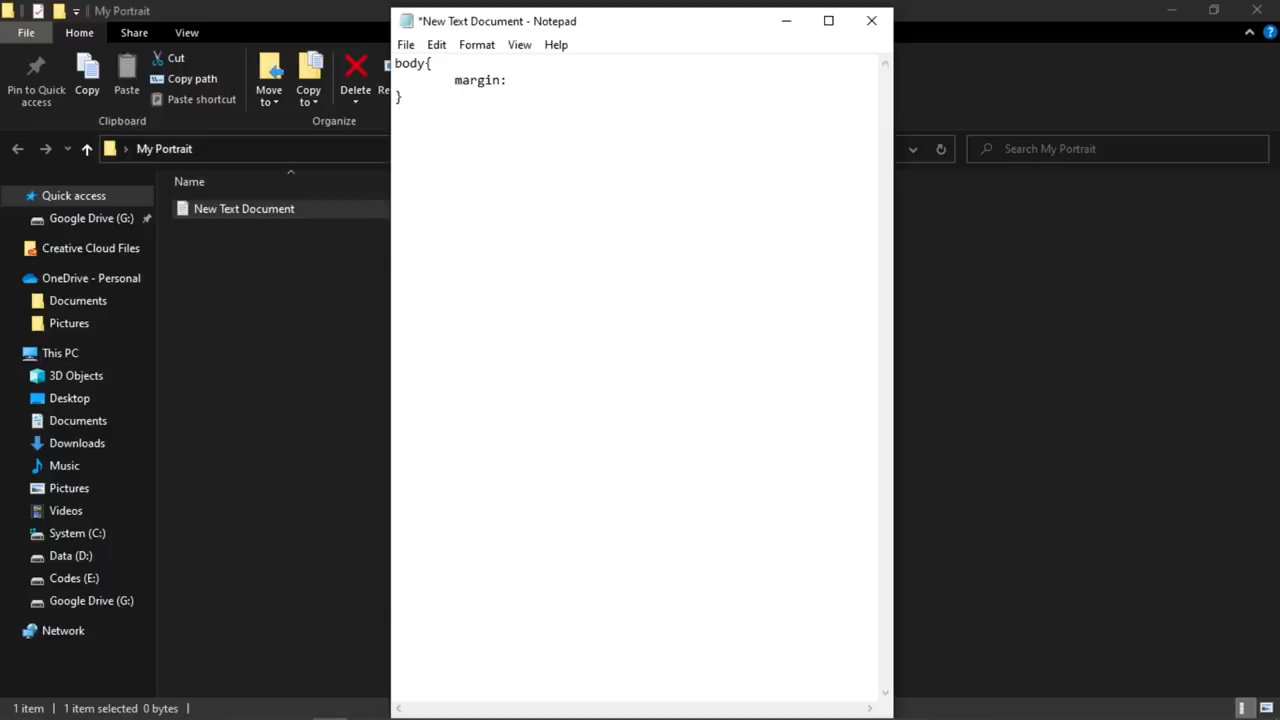 My Portrait
File Home Share View
Pin to Quick access
Copy
Paste
Cut
Copy path
Paste shortcut
Clipboard
Move to
Copy to
Delete
Re
Organize
My Portrait
Search My Portrait
Quick access
Google Drive (G:)
Creative Cloud Files
OneDrive - Personal
Documents
Pictures
This PC
3D Objects
Desktop
Documents
Downloads
Music
Pictures
Videos
System (C:)
Data (D:)
Codes (E:)
Google Drive (G:)
Network
Name
New Text Document
1 item 1 item selected 0 bytes
*New Text Document - Notepad
File Edit Format View Help
body{
margin:
}